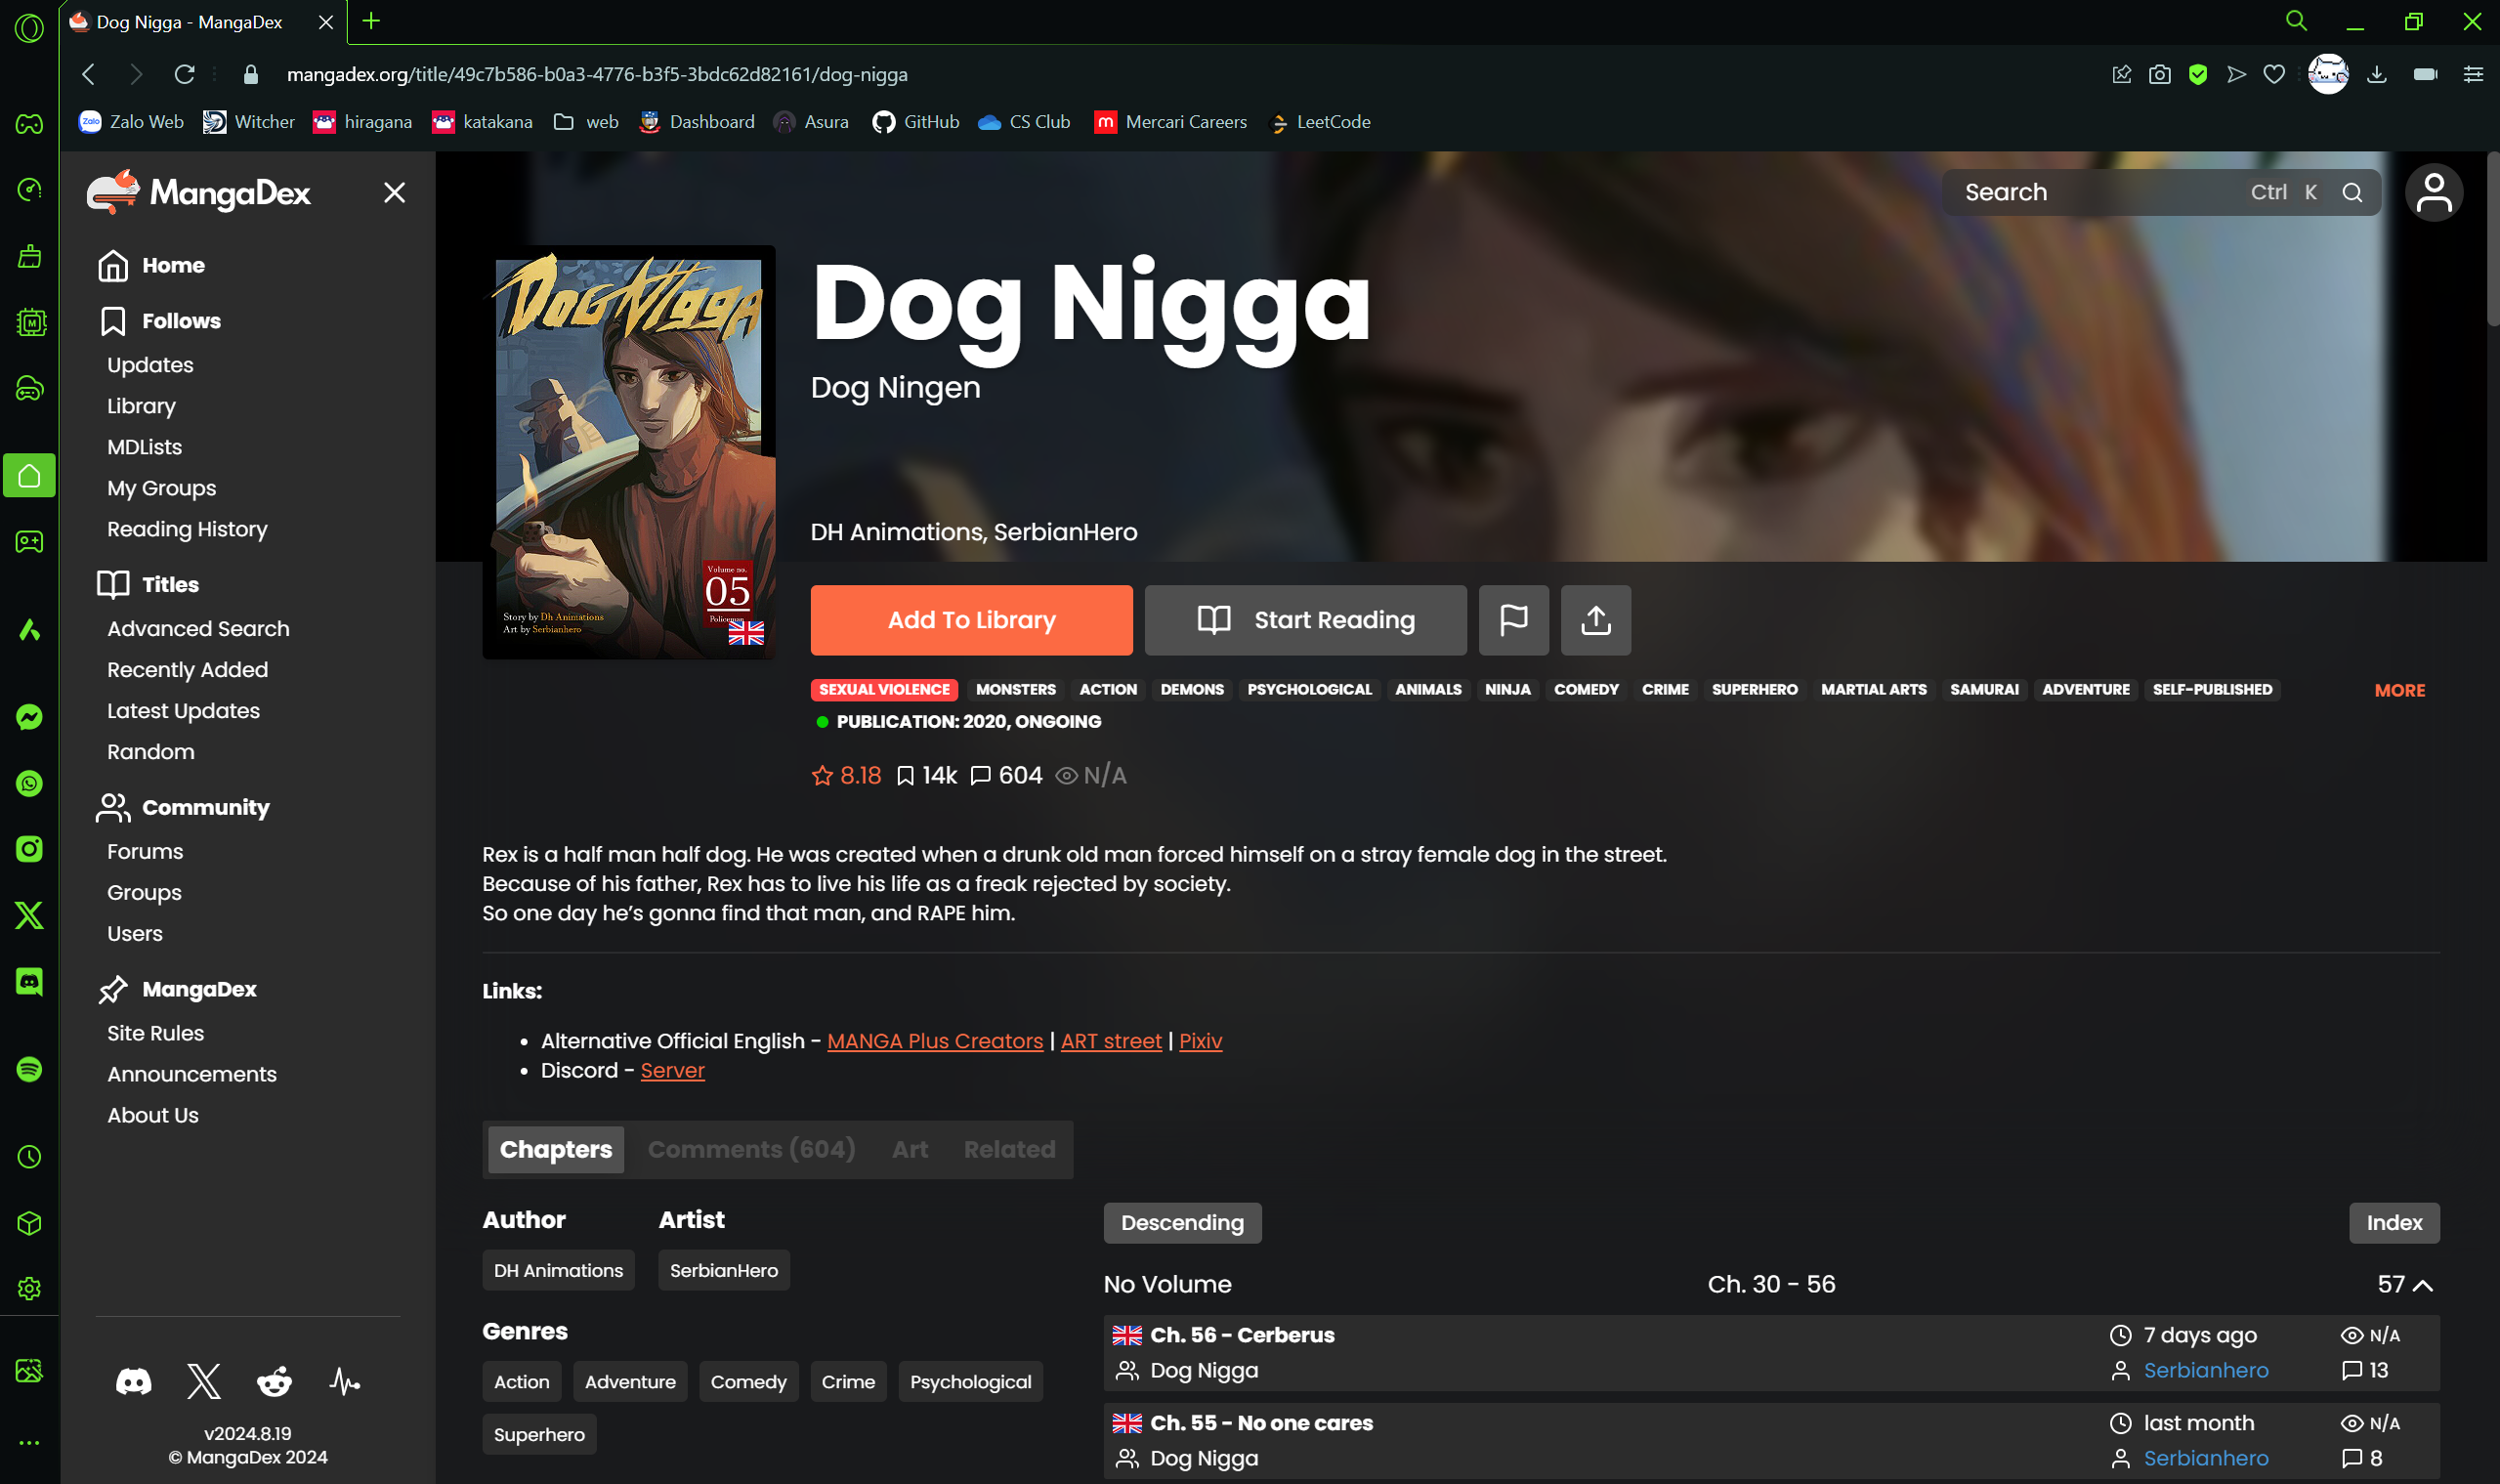 Dog Nigga - MangaDex
mangadex.org/title/49c7b586-b0a3-4776-b3f5-3bdc62d82161/dog-nigga
Zalo Web
Witcher
hiragana
katakana
web
Dashboard
Asura
GitHub
CS Club
Mercari Careers
LeetCode
MangaDex
Home
Follows
Updates
Library
MDLists
My Groups
Reading History
Titles
Advanced Search
Recently Added
Latest Updates
Random
Community
Forums
Groups
Users
MangaDex
Site Rules
Announcements
About Us
v2024.8.19
© MangaDex 2024
Search Ctrl K
Dog Nigga
Volume no.
05
Policeman
Story by Dh Animations
Art by Serbianhero
Dog Nigga
Dog Ningen
DH Animations, SerbianHero
Add To Library
Start Reading
SEXUAL VIOLENCE MONSTERS ACTION DEMONS PSYCHOLOGICAL ANIMALS NINJA COMEDY CRIME SUPERHERO MARTIAL ARTS SAMURAI ADVENTURE SELF-PUBLISHED MORE
PUBLICATION: 2020, ONGOING
8.18 14k 604 N/A
Rex is a half man half dog. He was created when a drunk old man forced himself on a stray female dog in the street.
Because of his father, Rex has to live his life as a freak rejected by society.
So one day he’s gonna find that man, and RAPE him.
Links:
Alternative Official English - MANGA Plus Creators | ART street | Pixiv
Discord - Server
Chapters Comments (604) Art Related
Author
DH Animations
Artist
SerbianHero
Genres
Action Adventure Comedy Crime Psychological
Superhero
Descending
Index
No Volume Ch. 30 - 56 57
Ch. 56 - Cerberus 7 days ago N/A
Dog Nigga Serbianhero 13
Ch. 55 - No one cares last month N/A
Dog Nigga Serbianhero 8